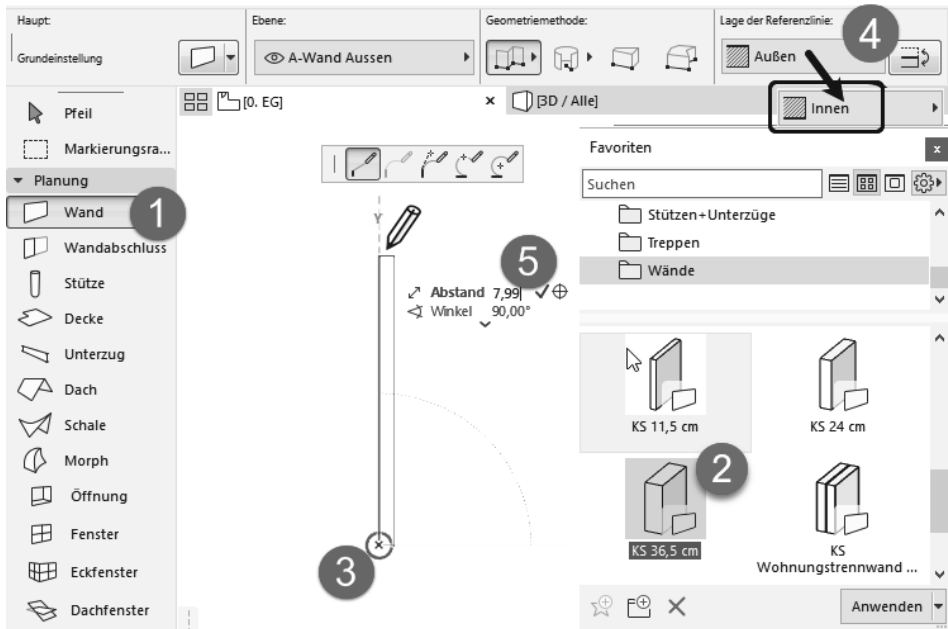 Haupt:
Ebene:
Geometriemethode:
Lage der Referenzlinie:
Grundeinstellung
A-Wand Aussen
Außen
4
[0. EG]
[3D / Alle]
Innen
Pfeil
Markierungsra...
Planung
Wand
1
Wandabschluss
Stütze
Decke
Unterzug
Dach
Schale
Morph
Öffnung
Fenster
Eckfenster
Dachfenster
Y
5
Abstand 7,99
Winkel 90,00°
3
Favoriten
Suchen
Stützen+Unterzüge
Treppen
Wände
KS 11,5 cm
KS 24 cm
2
KS 36,5 cm
KS
Wohnungstrennwand ...
Anwenden